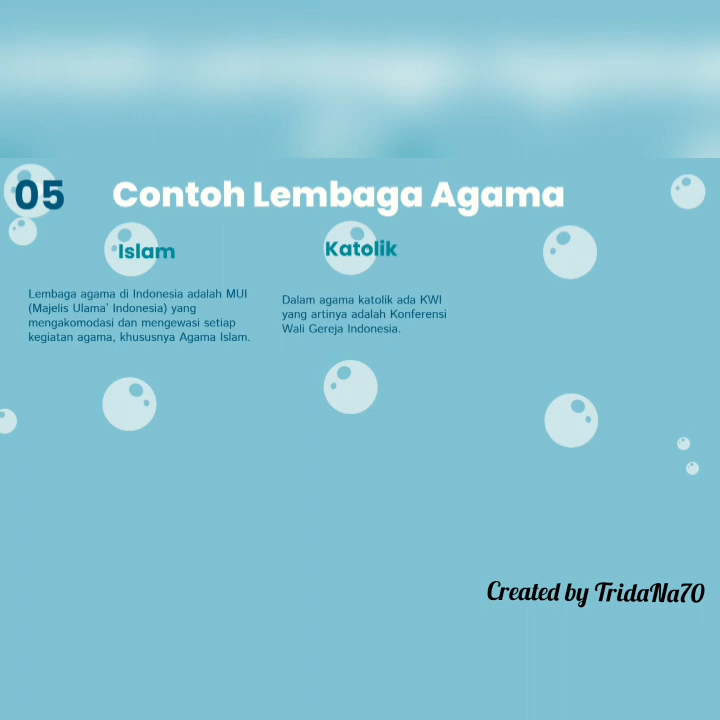 05
Contoh Lembaga Agama
Islam
Lembaga agama di Indonesia adalah MUI
(Majelis Ulama' Indonesia) yang
mengakomodasi dan mengewasi setiap
kegiatan agama, khususnya Agama Islam.
Katolik
Dalam agama katolik ada KWI
yang artinya adalah Konferensi
Wali Gereja Indonesia.
Created by TridaNa70